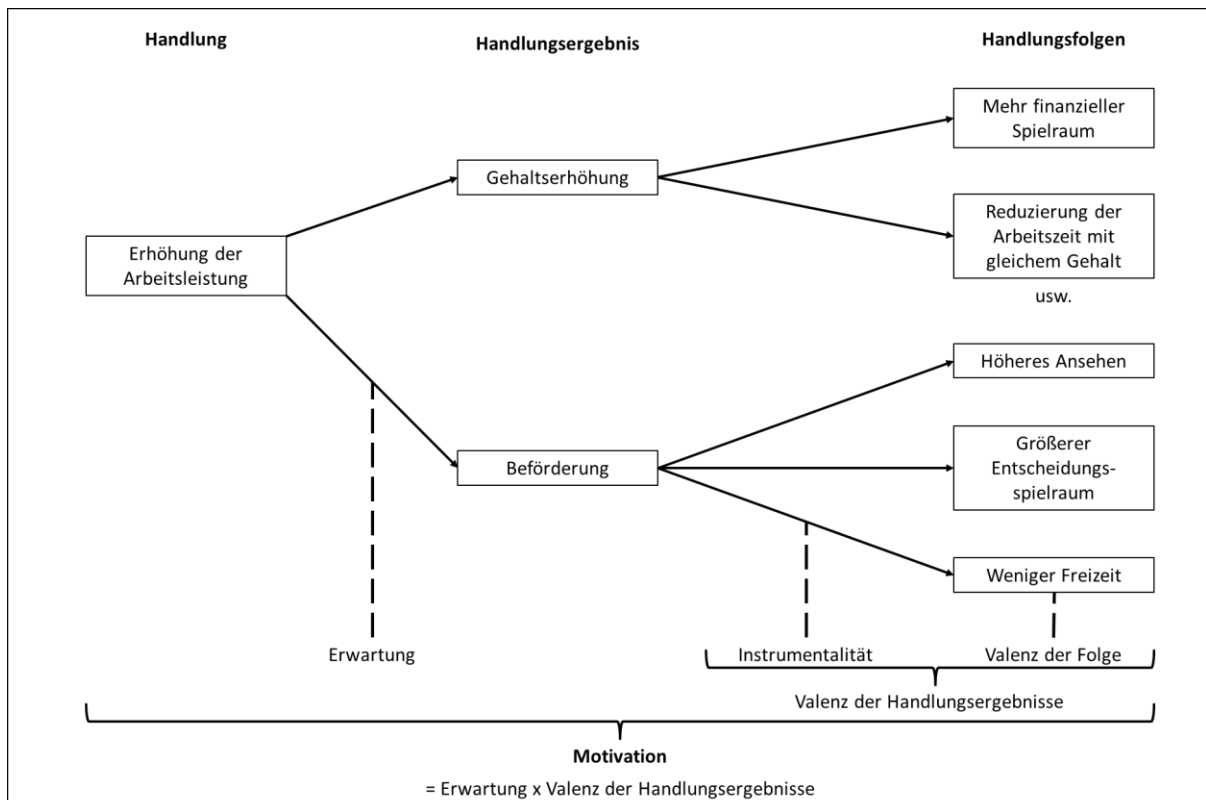 Handlung
Handlungsergebnis
Handlungsfolgen
Mehr finanzieller
Spielraum
Gehaltserhöhung
Reduzierung der
Arbeitszeit mit
gleichem Gehalt
usw.
Erhöhung der
Arbeitsleistung
Höheres Ansehen
Beförderung
Größerer
Entscheidungs-
spielraum
Weniger Freizeit
Erwartung
Instrumentalität
Valenz der Folge
Valenz der Handlungsergebnisse
Motivation
= Erwartung x Valenz der Handlungsergebnisse